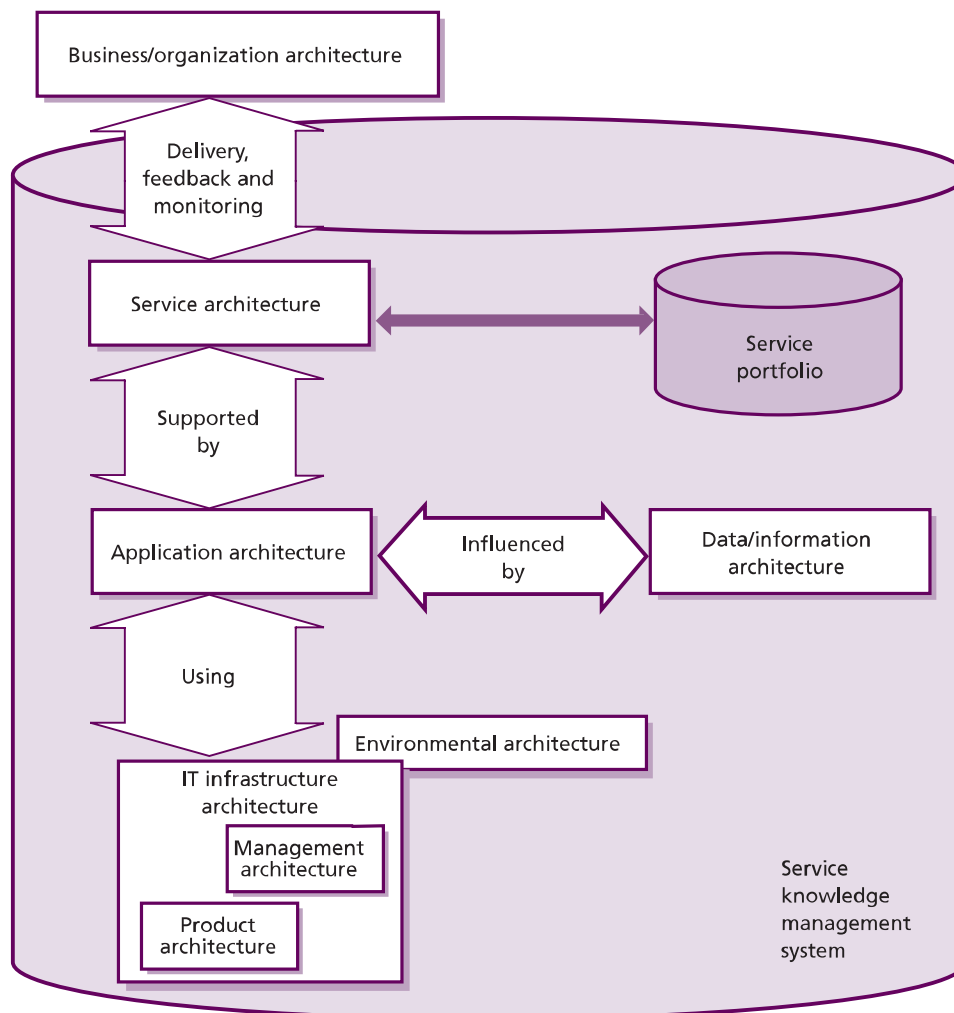 Business/organization architecture
Delivery,
feedback and
monitoring
Service architecture
Service
portfolio
Supported
by
Application architecture
Influenced
by
Data/information
architecture
Using
Environmental architecture
IT infrastructure
architecture
Management
architecture
Product
architecture
Service
knowledge
management
system